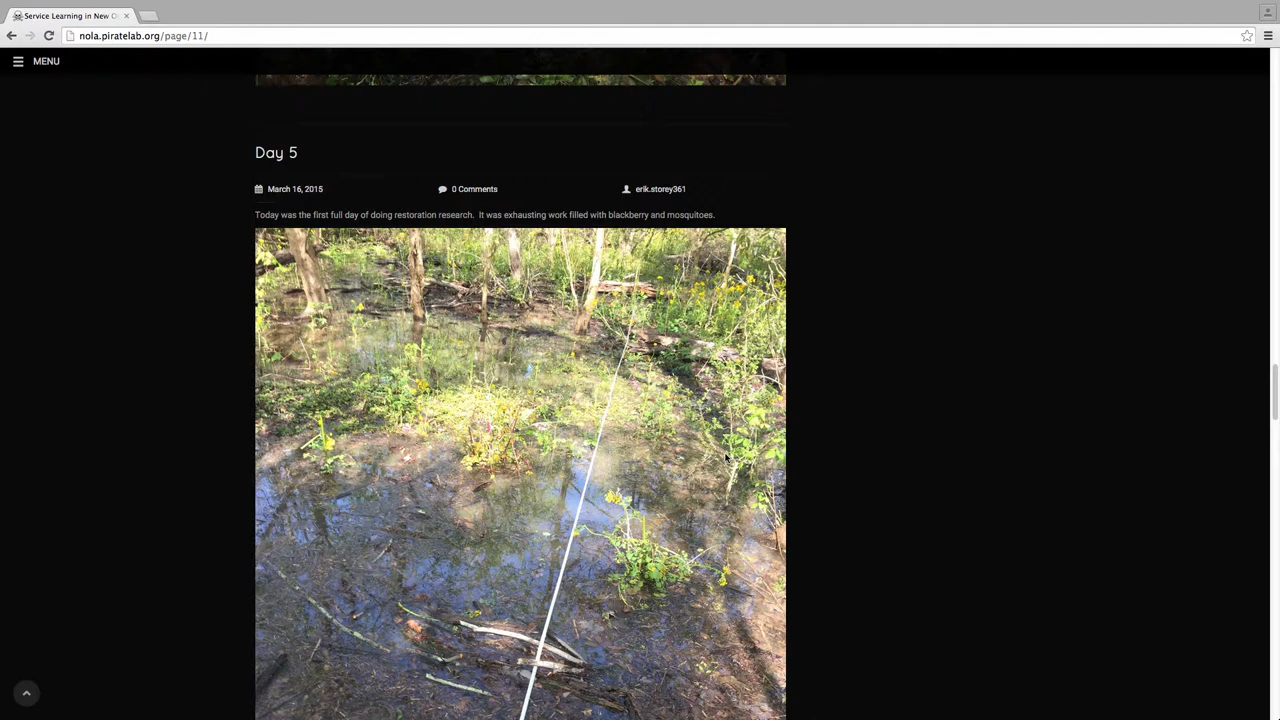 Service Learning in New O
nola.piratelab.org/page/11/
MENU
Day 5
March 16, 2015
0 Comments
erik.storey361
Today was the first full day of doing restoration research. It was exhausting work filled with blackberry and mosquitoes.